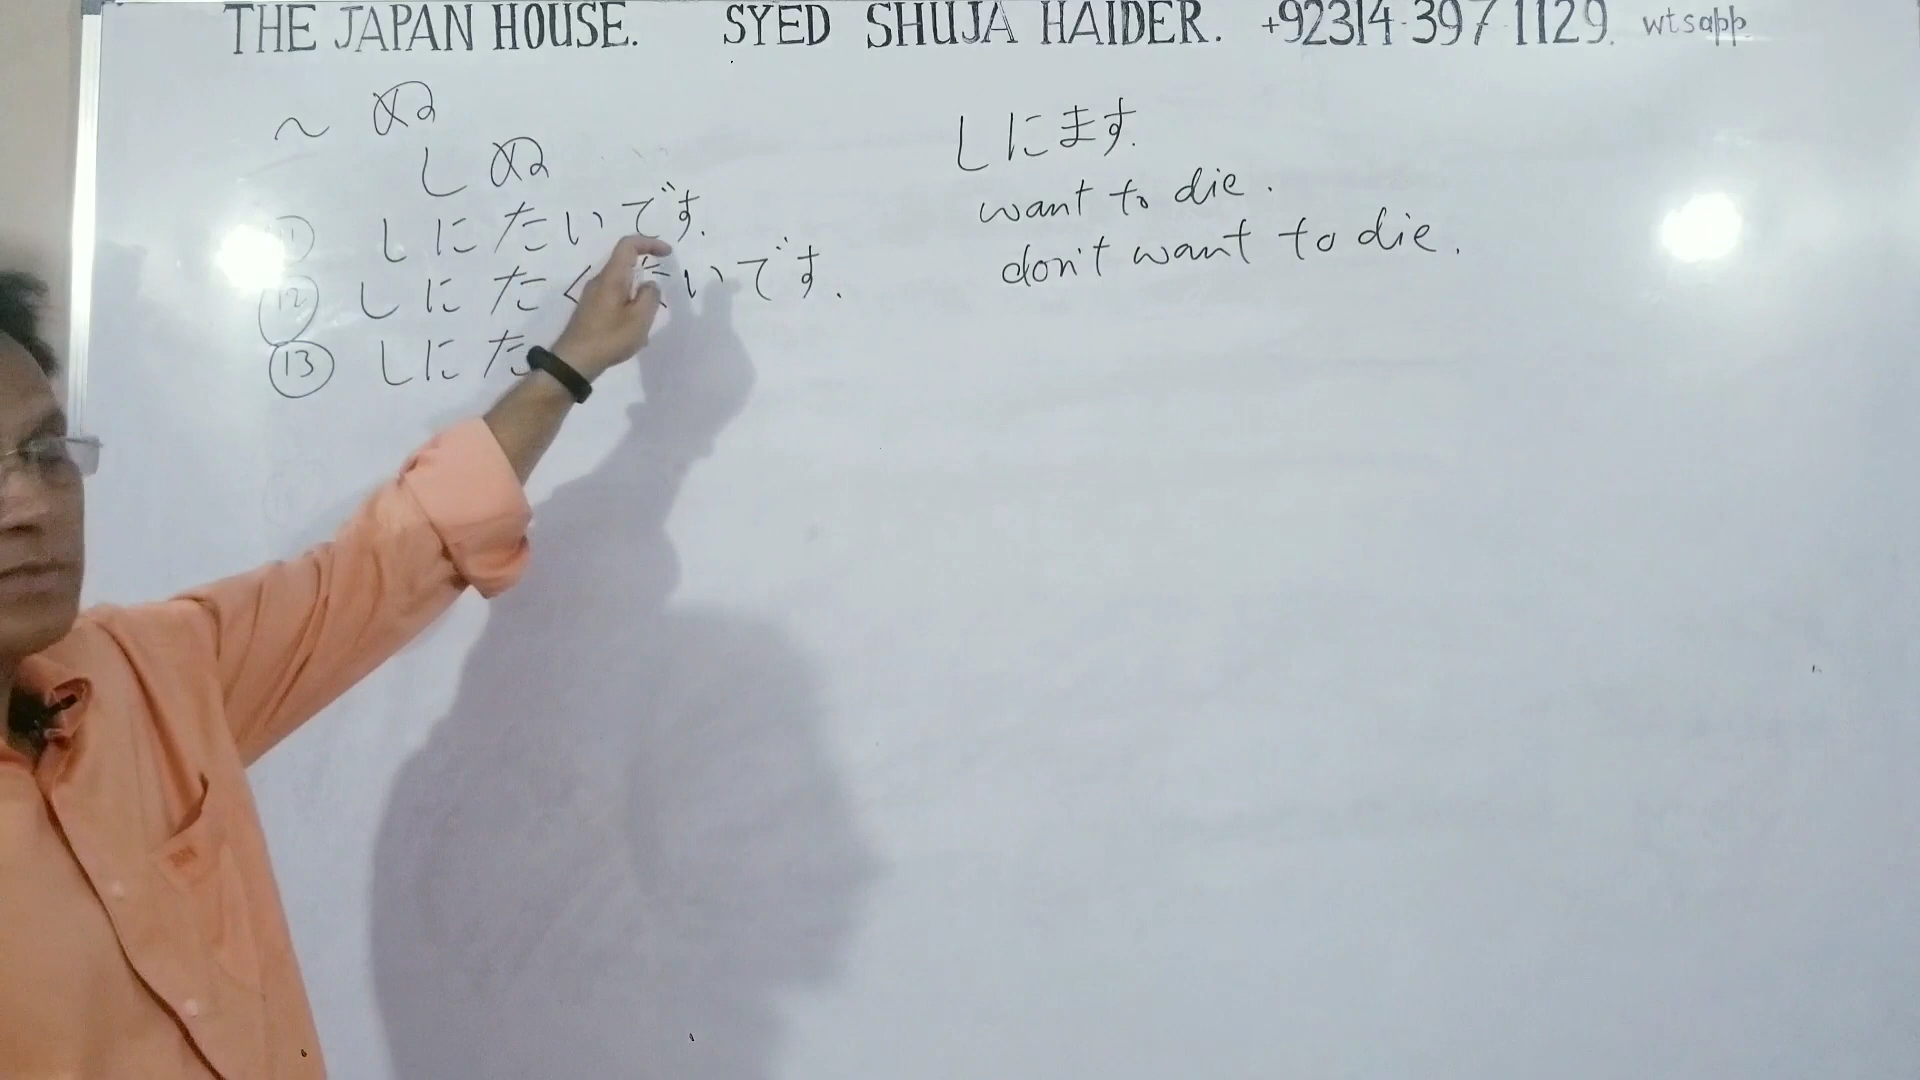 THE JAPAN HOUSE. SYED SHUJA HAIDER. +92314-397 1129. wtsapp
~ ぬ
しぬ
しにます.
⑪ しにたいです.
want to die.
⑫ しにたくないです.
don't want to die.
⑬ しにた